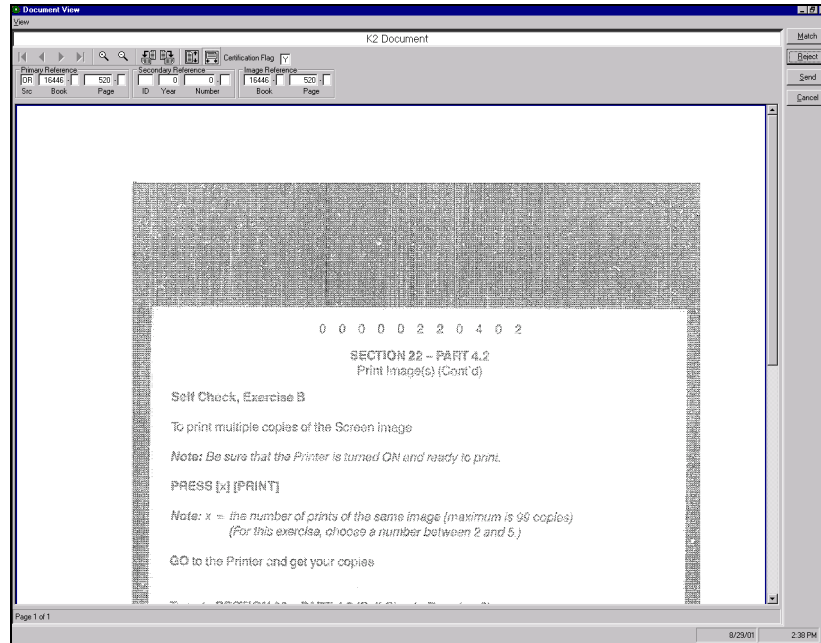 Document View
View
K2 Document
Match
Reject
Send
Cancel
Certification Flag Y
Primary Reference
Secondary Reference
Image Reference
OR 16446 - 520 -
0 0 -
16446 - 520 -
Src Book Page
ID Year Number
Book Page
0 0 0 0 0 2 2 0 4 0 2
SECTION 22 – PART 4.2
Print Image(s) (Cont'd)
Self Check, Exercise B
To print multiple copies of the Screen image
Note: Be sure that the Printer is turned ON and ready to print.
PRESS [x] [PRINT]
Note: x = the number of prints of the same image (maximum is 99 copies)
(For this exercise, choose a number between 2 and 5.)
GO to the Printer and get your copies
Page 1 of 1
8/29/01
2:38 PM